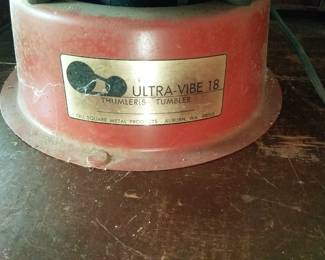 ULTRA-VIBE 18
THUMLER'S TUMBLER
TRU SQUARE METAL PRODUCTS AUBURN, WA